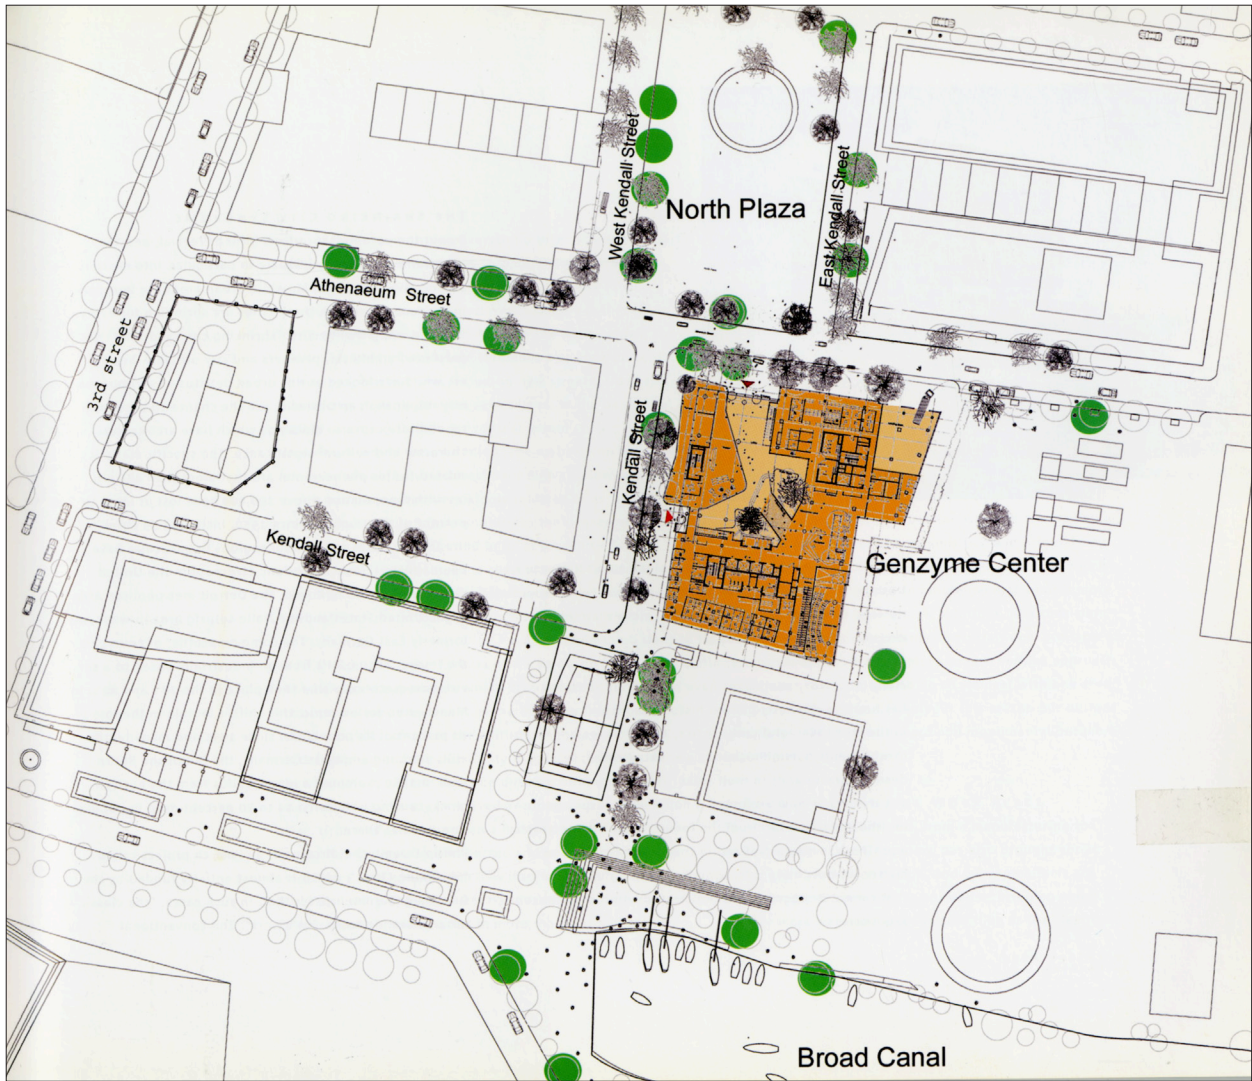 West Kendall Street
North Plaza
East Kendall Street
Athenaeum Street
3rd street
Kendall Street
Kendall Street
Genzyme Center
Broad Canal